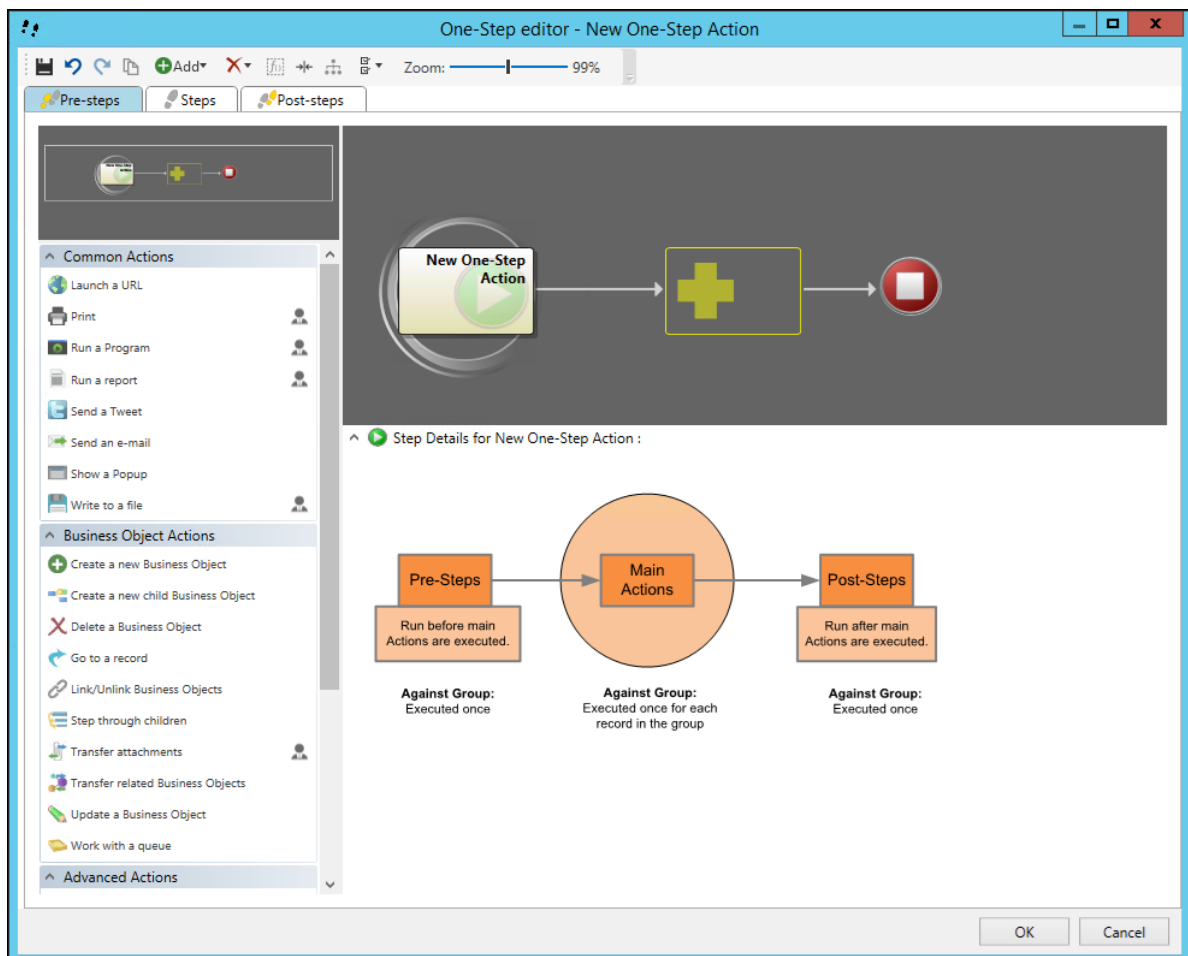 One-Step editor - New One-Step Action
Add
Zoom:
99%
Pre-steps
Steps
Post-steps
New One-Step
Action
Common Actions
Launch a URL
Print
Run a Program
Run a report
Send a Tweet
Send an e-mail
Show a Popup
Write to a file
Business Object Actions
Create a new Business Object
Create a new child Business Object
Delete a Business Object
Go to a record
Link/Unlink Business Objects
Step through children
Transfer attachments
Transfer related Business Objects
Update a Business Object
Work with a queue
Advanced Actions
Step Details for New One-Step Action :
Pre-Steps
Run before main
Actions are executed.
Against Group:
Executed once
Main
Actions
Against Group:
Executed once for each
record in the group
Post-Steps
Run after main
Actions are executed.
Against Group:
Executed once
OK
Cancel